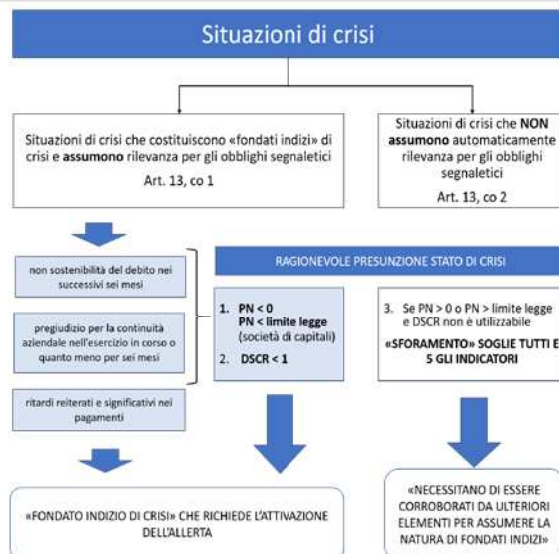 Situazioni di crisi
Situazioni di crisi che costituiscono «fondati indizi» di
crisi e assumono rilevanza per gli obblighi segnaletici
Art. 13, co 1
Situazioni di crisi che NON
assumono automaticamente
rilevanza per gli obblighi
segnaletici
Art. 13, co 2
non sostenibilità del debito nei
successivi sei mesi
pregiudizio per la continuità
aziendale nell'esercizio in corso o
quanto meno per sei mesi
ritardi reiterati e significativi nei
pagamenti
RAGIONEVOLE PRESUNZIONE STATO DI CRISI
1. PN < 0
PN < limite legge
(società di capitali)
2. DSCR < 1
3. Se PN > 0 o PN > limite legge
e DSCR non è utilizzabile
«SFORAMENTO» SOGLIE TUTTI E
5 GLI INDICATORI
«FONDATO INDIZIO DI CRISI» CHE RICHIEDE L'ATTIVAZIONE
DELL'ALLERTA
«NECESSITANO DI ESSERE
CORROBORATI DA ULTERIORI
ELEMENTI PER ASSUMERE LA
NATURA DI FONDATI INDIZI»